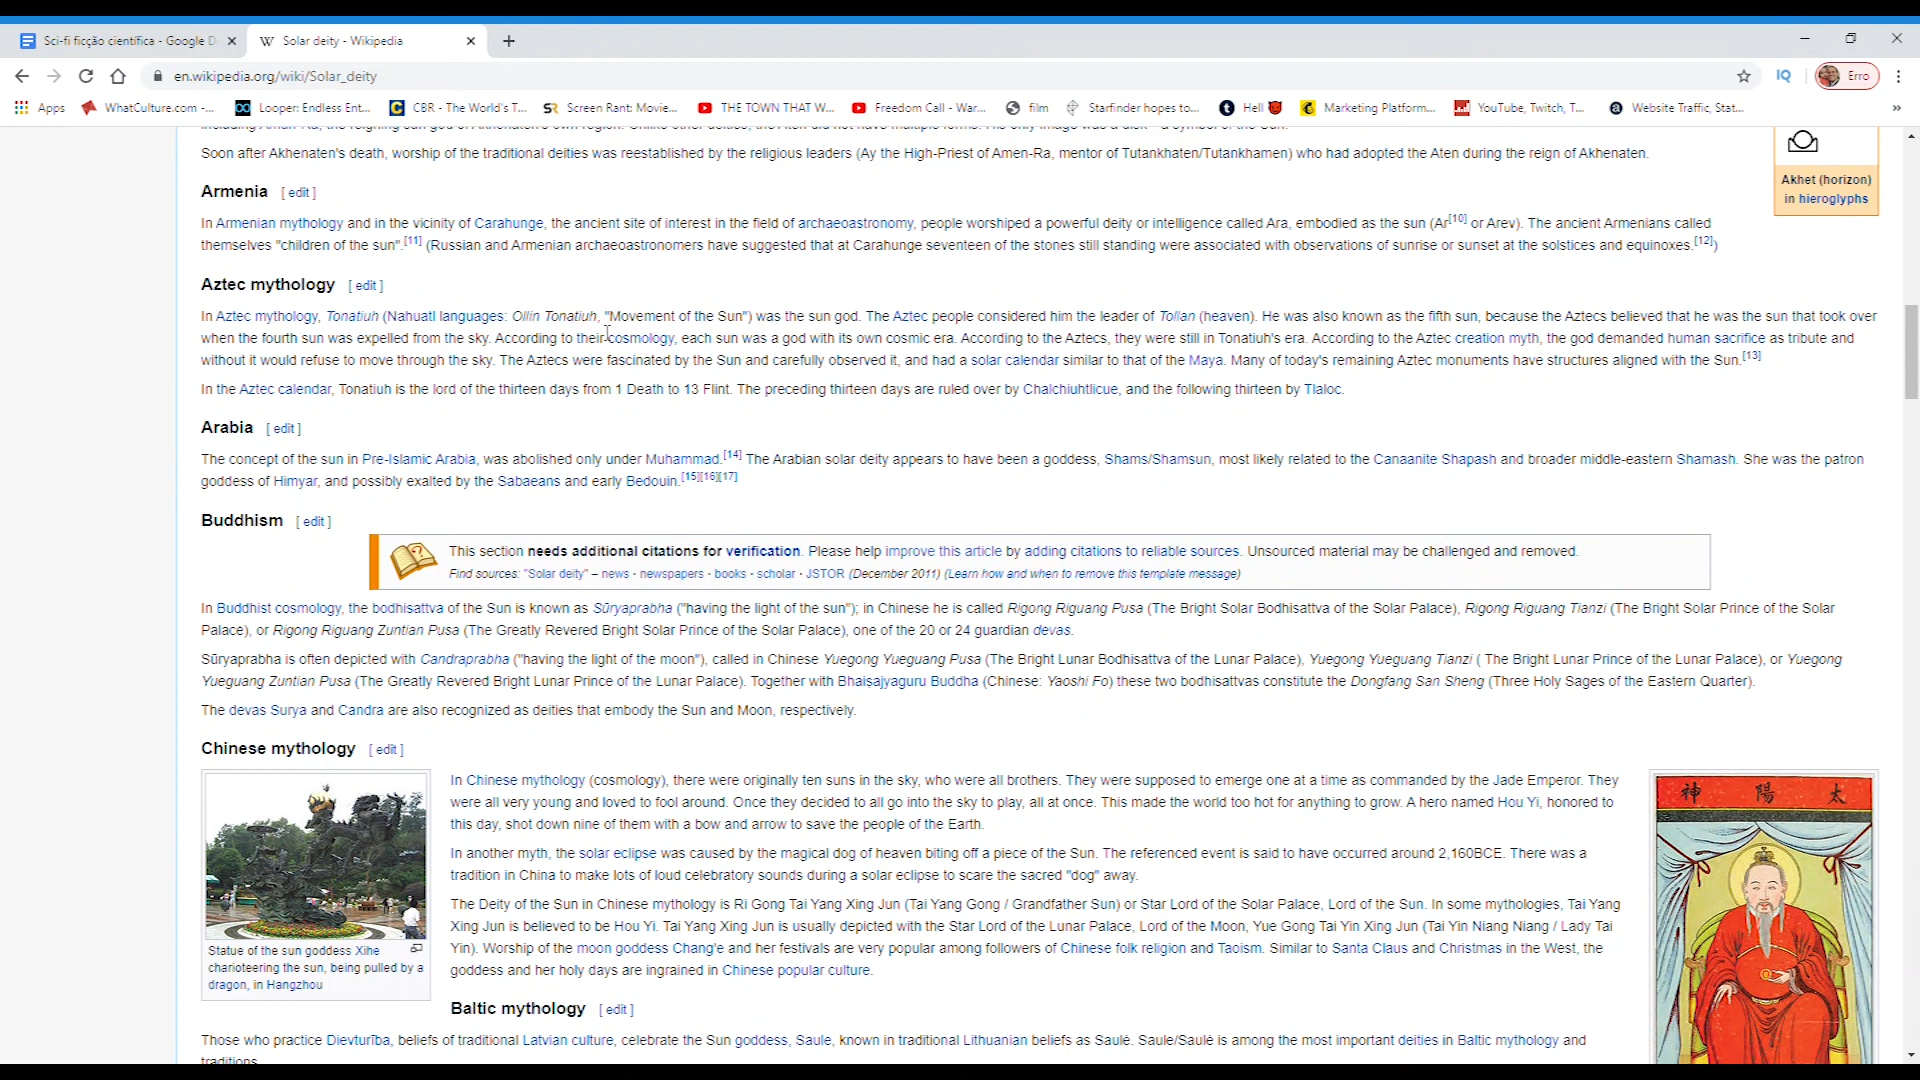 Sci-fi ficção científica - Google D
Solar deity - Wikipedia
en.wikipedia.org/wiki/Solar_deity
IQ
Erro
Apps
WhatCulture.com -...
Looper: Endless Ent...
CBR - The World's T...
Screen Rant: Movie...
THE TOWN THAT W...
Freedom Call - War...
film
Starfinder hopes to...
Hell
Marketing Platform...
YouTube, Twitch, T...
Website Traffic, Stat...
Soon after Akhenaten's death, worship of the traditional deities was reestablished by the religious leaders (Ay the High-Priest of Amen-Ra, mentor of Tutankhaten/Tutankhamen) who had adopted the Aten during the reign of Akhenaten.
Akhet (horizon)
in hieroglyphs
Armenia [ edit ]
In Armenian mythology and in the vicinity of Carahunge, the ancient site of interest in the field of archaeoastronomy, people worshiped a powerful deity or intelligence called Ara, embodied as the sun (Ar[10] or Arev). The ancient Armenians called
themselves "children of the sun".[11] (Russian and Armenian archaeoastronomers have suggested that at Carahunge seventeen of the stones still standing were associated with observations of sunrise or sunset at the solstices and equinoxes.[12])
Aztec mythology [ edit ]
In Aztec mythology, Tonatiuh (Nahuatl languages: Ollin Tonatiuh, "Movement of the Sun") was the sun god. The Aztec people considered him the leader of Tollan (heaven). He was also known as the fifth sun, because the Aztecs believed that he was the sun that took over
when the fourth sun was expelled from the sky. According to their cosmology, each sun was a god with its own cosmic era. According to the Aztecs, they were still in Tonatiuh's era. According to the Aztec creation myth, the god demanded human sacrifice as tribute and
without it would refuse to move through the sky. The Aztecs were fascinated by the Sun and carefully observed it, and had a solar calendar similar to that of the Maya. Many of today's remaining Aztec monuments have structures aligned with the Sun.[13]
In the Aztec calendar, Tonatiuh is the lord of the thirteen days from 1 Death to 13 Flint. The preceding thirteen days are ruled over by Chalchiuhtlicue, and the following thirteen by Tlaloc.
Arabia [ edit ]
The concept of the sun in Pre-Islamic Arabia, was abolished only under Muhammad.[14] The Arabian solar deity appears to have been a goddess, Shams/Shamsun, most likely related to the Canaanite Shapash and broader middle-eastern Shamash. She was the patron
goddess of Himyar, and possibly exalted by the Sabaeans and early Bedouin.[15][16][17]
Buddhism [ edit ]
This section needs additional citations for verification. Please help improve this article by adding citations to reliable sources. Unsourced material may be challenged and removed.
Find sources: "Solar deity" – news · newspapers · books · scholar · JSTOR (December 2011) (Learn how and when to remove this template message)
In Buddhist cosmology, the bodhisattva of the Sun is known as Sūryaprabha ("having the light of the sun"); in Chinese he is called Rigong Riguang Pusa (The Bright Solar Bodhisattva of the Solar Palace), Rigong Riguang Tianzi (The Bright Solar Prince of the Solar
Palace), or Rigong Riguang Zuntian Pusa (The Greatly Revered Bright Solar Prince of the Solar Palace), one of the 20 or 24 guardian devas.
Sūryaprabha is often depicted with Candraprabha ("having the light of the moon"), called in Chinese Yuegong Yueguang Pusa (The Bright Lunar Bodhisattva of the Lunar Palace), Yuegong Yueguang Tianzi ( The Bright Lunar Prince of the Lunar Palace), or Yuegong
Yueguang Zuntian Pusa (The Greatly Revered Bright Lunar Prince of the Lunar Palace). Together with Bhaiṣajyaguru Buddha (Chinese: Yaoshi Fo) these two bodhisattvas constitute the Dongfang San Sheng (Three Holy Sages of the Eastern Quarter).
The devas Surya and Candra are also recognized as deities that embody the Sun and Moon, respectively.
Chinese mythology [ edit ]
In Chinese mythology (cosmology), there were originally ten suns in the sky, who were all brothers. They were supposed to emerge one at a time as commanded by the Jade Emperor. They
were all very young and loved to fool around. Once they decided to all go into the sky to play, all at once. This made the world too hot for anything to grow. A hero named Hou Yi, honored to
this day, shot down nine of them with a bow and arrow to save the people of the Earth.
In another myth, the solar eclipse was caused by the magical dog of heaven biting off a piece of the Sun. The referenced event is said to have occurred around 2,160BCE. There was a
tradition in China to make lots of loud celebratory sounds during a solar eclipse to scare the sacred "dog" away.
The Deity of the Sun in Chinese mythology is Ri Gong Tai Yang Xing Jun (Tai Yang Gong / Grandfather Sun) or Star Lord of the Solar Palace, Lord of the Sun. In some mythologies, Tai Yang
Xing Jun is believed to be Hou Yi. Tai Yang Xing Jun is usually depicted with the Star Lord of the Lunar Palace, Lord of the Moon, Yue Gong Tai Yin Xing Jun (Tai Yin Niang Niang / Lady Tai
Yin). Worship of the moon goddess Chang'e and her festivals are very popular among followers of Chinese folk religion and Taoism. Similar to Santa Claus and Christmas in the West, the
goddess and her holy days are ingrained in Chinese popular culture.
Statue of the sun goddess Xihe
charioteering the sun, being pulled by a
dragon, in Hangzhou
神陽太
Baltic mythology [ edit ]
Those who practice Dievturība, beliefs of traditional Latvian culture, celebrate the Sun goddess, Saule, known in traditional Lithuanian beliefs as Saulė. Saule/Saulė is among the most important deities in Baltic mythology and
traditions.